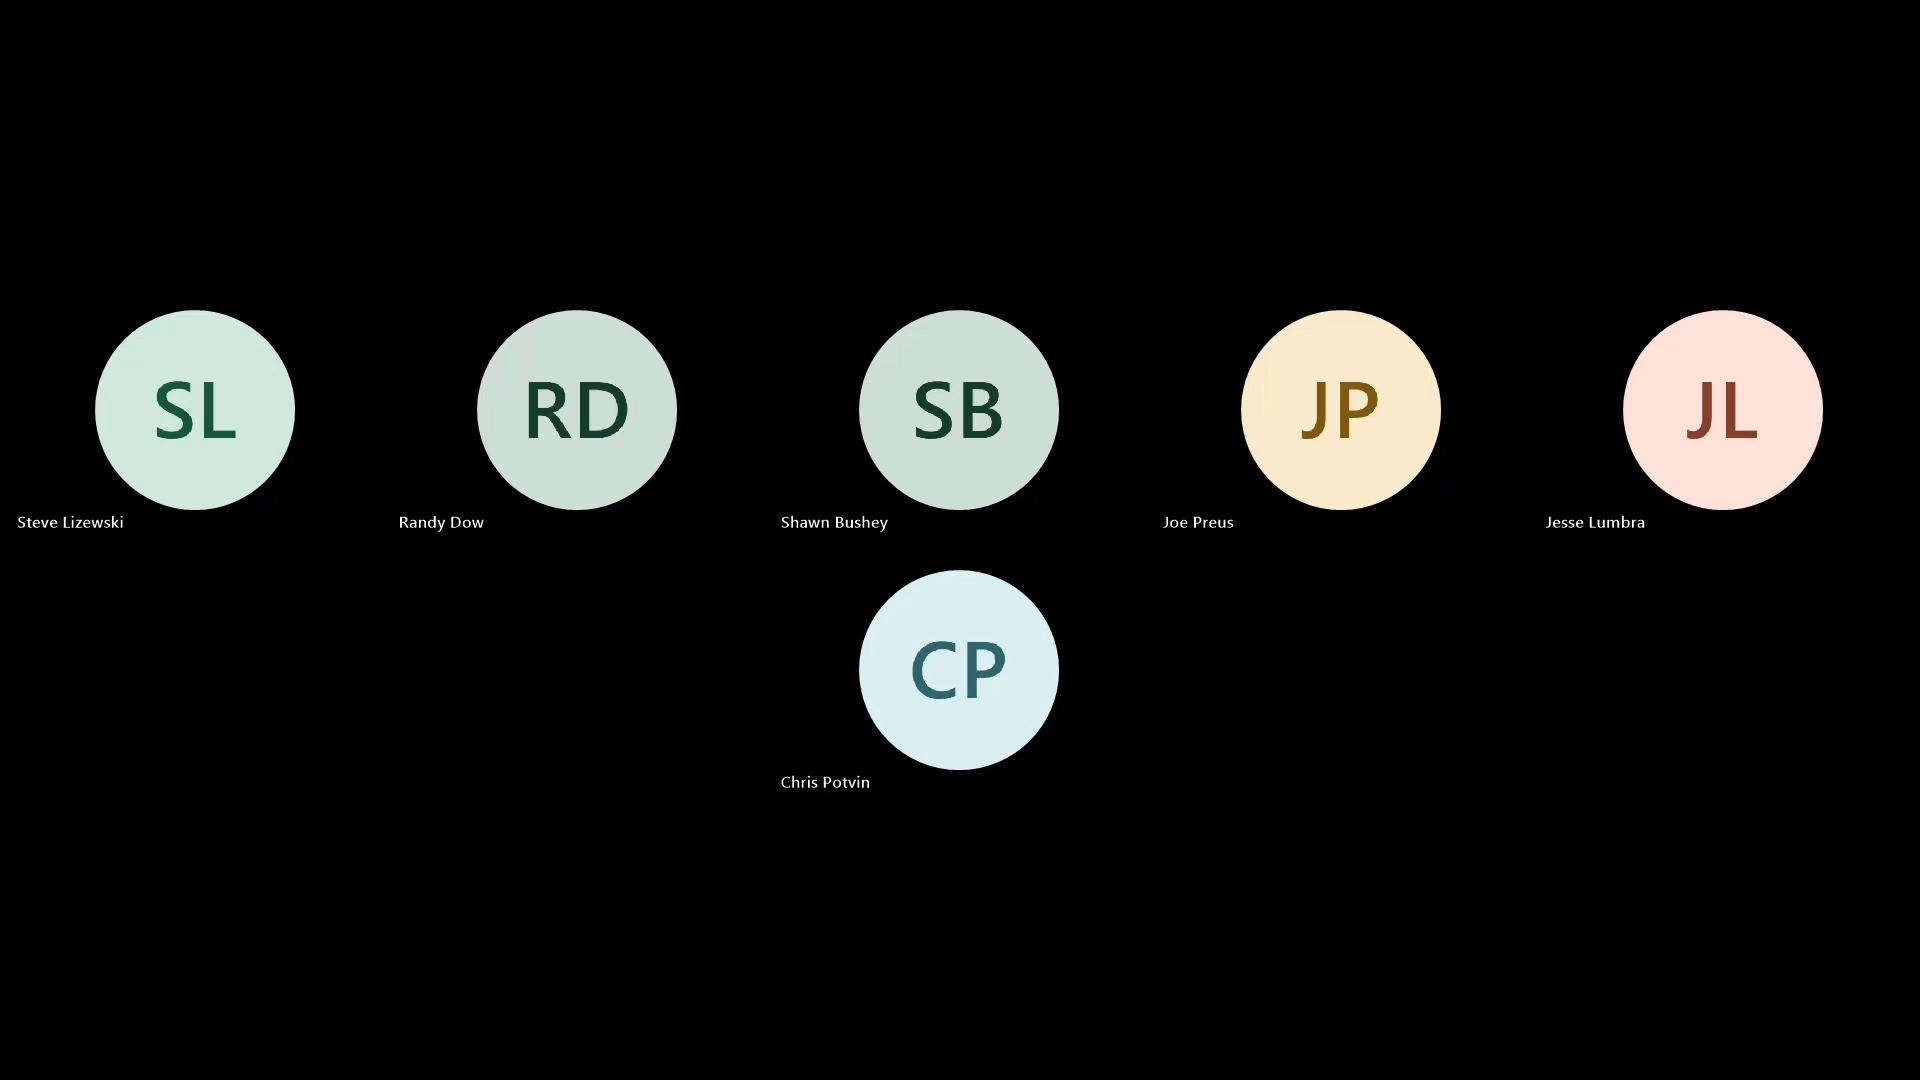 SL
RD
SB
JP
JL
Steve Lizewski
Randy Dow
Shawn Bushey
Joe Preus
Jesse Lumbra
CP
Chris Potvin